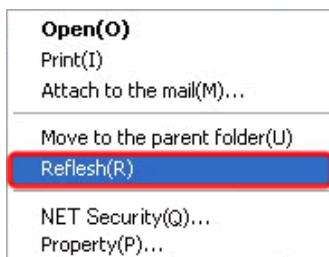 Open(O)
Print(I)
Attach to the mail(M)...
Move to the parent folder(U)
Reflesh(R)
NET Security(Q)...
Property(P)...